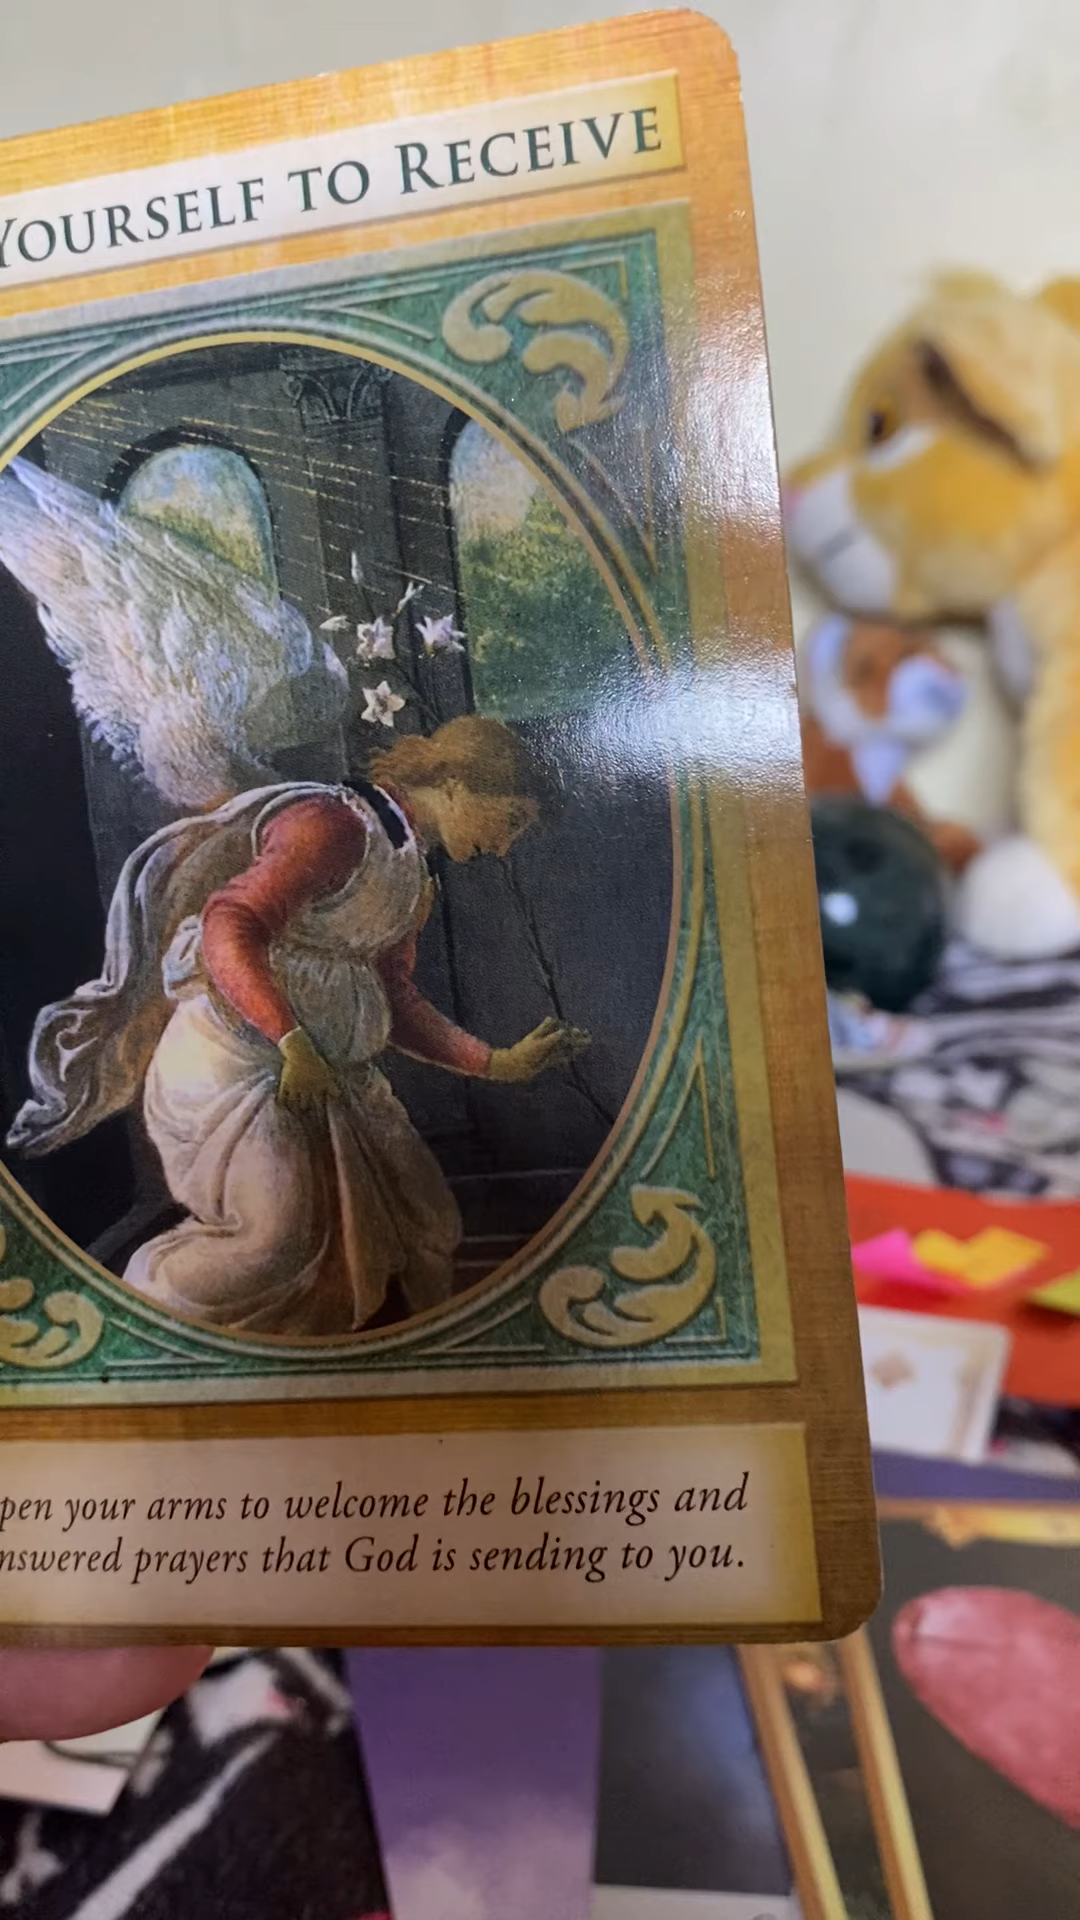 YOURSELF TO RECEIVE
pen your arms to welcome the blessings and
nswered prayers that God is sending to you.